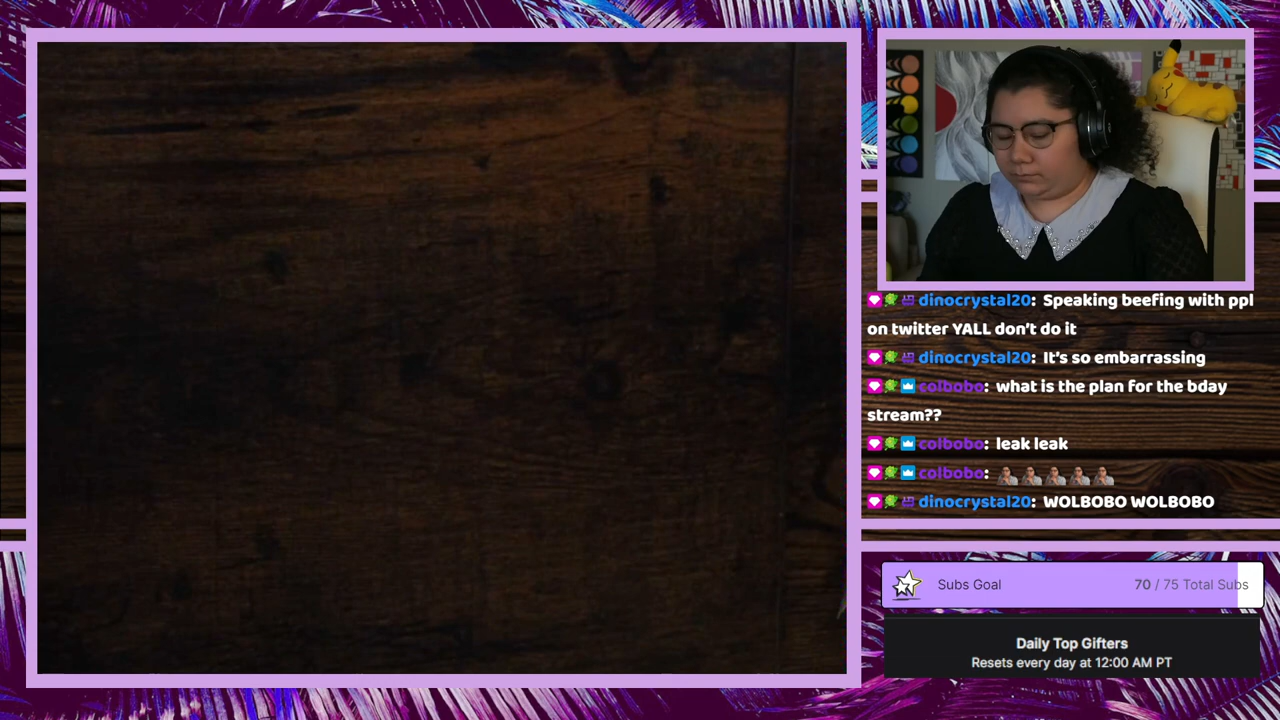 dinocrystal20: Speaking beefing with ppl
on twitter YALL don't do it
dinocrystal20: It's so embarrassing
colbobo: what is the plan for the bday
stream??
colbobo: leak leak
colbobo:
dinocrystal20: WOLBOBO WOLBOBO
Subs Goal
70 / 75 Total Subs
Daily Top Gifters
Resets every day at 12:00 AM PT